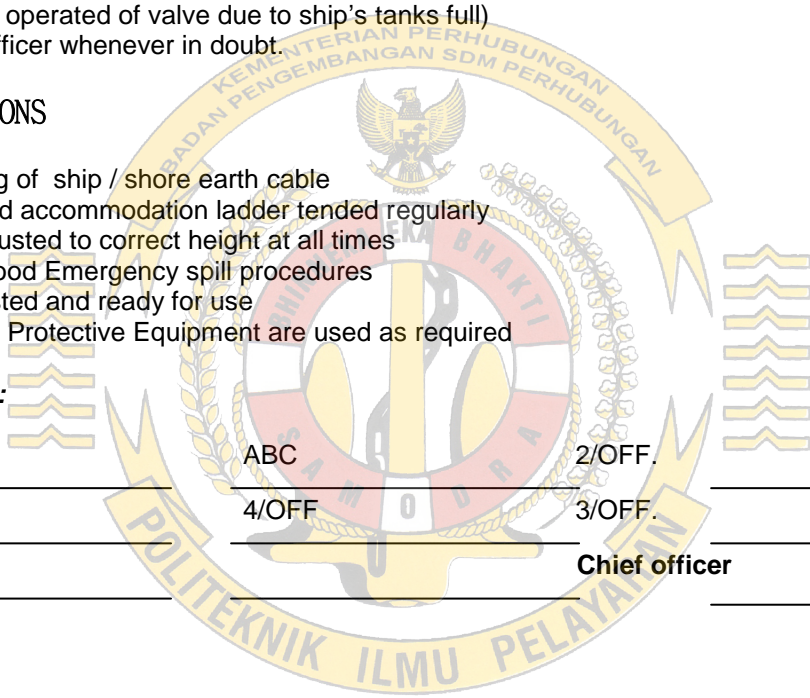 operated of valve due to ship's tanks full)
fficer whenever in doubt.
KEMENTERIAN PERHUBUNGAN
BADAN PENGEMBANGAN SDM PERHUBUNGAN
ONS
g of ship / shore earth cable
d accommodation ladder tended regularly
usted to correct height at all times
ood Emergency spill procedures
sted and ready for use
Protective Equipment are used as required
BHINNEKA EKA BHAKTI
:
ABC 2/OFF.
SAMODRA
4/OFF 3/OFF.
Chief officer
POLITEKNIK ILMU PELAYARAN